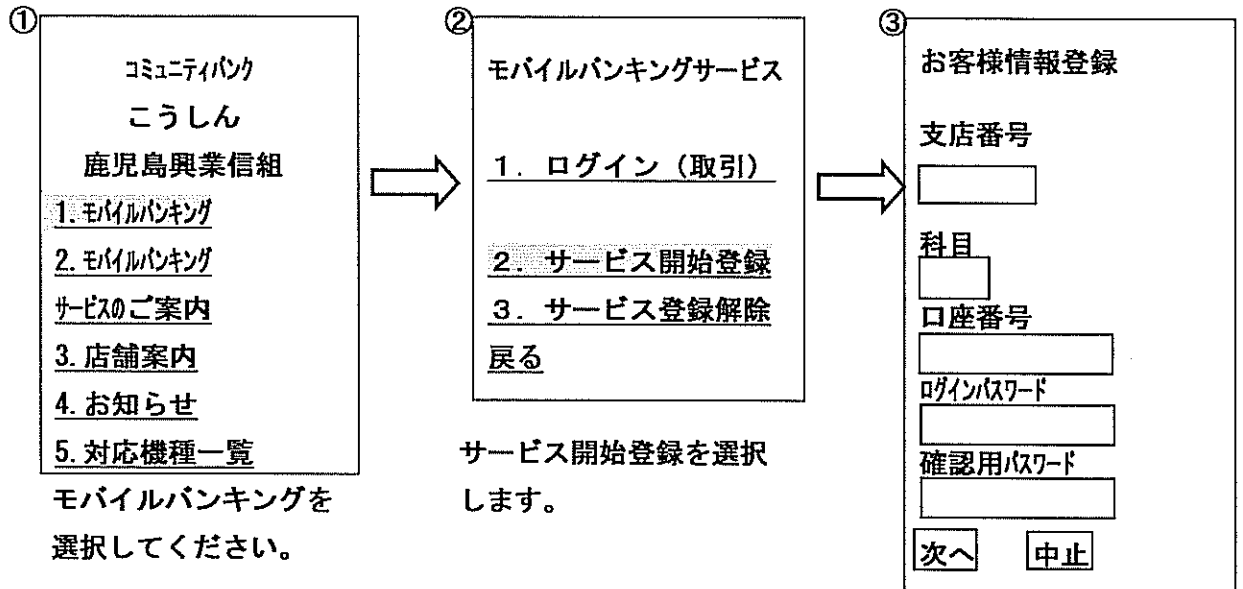 ①
コミュニティバンク
こうしん
鹿児島興業信組
1.モバイルバンキング
2.モバイルバンキング
サービスのご案内
3.店舗案内
4.お知らせ
5.対応機種一覧
モバイルバンキングを
選択してください。
②
モバイルバンキングサービス
1．ログイン（取引）
2．サービス開始登録
3．サービス登録解除
戻る
サービス開始登録を選択
します。
③
お客様情報登録
支店番号
科目
口座番号
ログインパスワード
確認用パスワード
次へ 中止